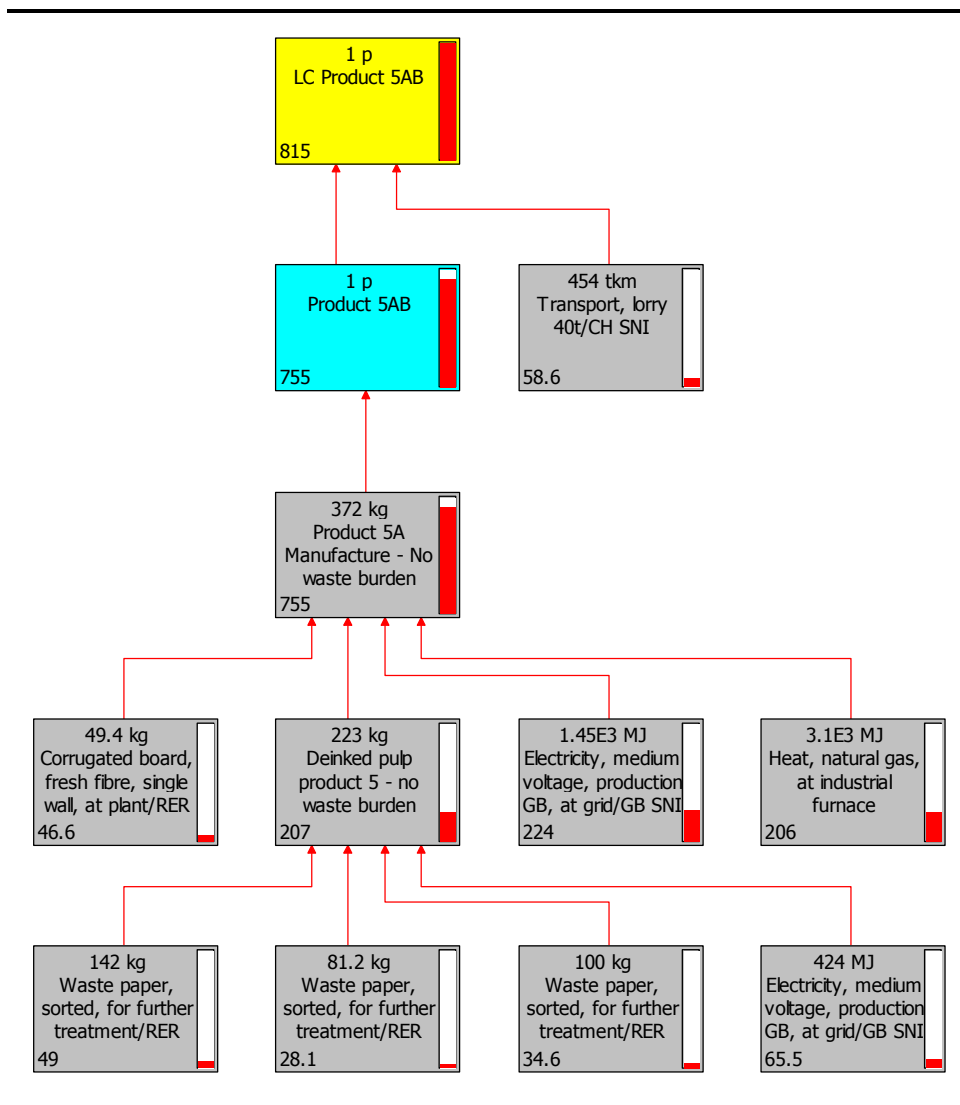 1 p
LC Product 5AB
815
1 p
Product 5AB
755
454 tkm
Transport, lorry
40t/CH SNI
58.6
372 kg
Product 5A
Manufacture - No
waste burden
755
49.4 kg
Corrugated board,
fresh fibre, single
wall, at plant/RER
46.6
223 kg
Deinked pulp
product 5 - no
waste burden
207
1.45E3 MJ
Electricity, medium
voltage, production
GB, at grid/GB SNI
224
3.1E3 MJ
Heat, natural gas,
at industrial
furnace
206
142 kg
Waste paper,
sorted, for further
treatment/RER
49
81.2 kg
Waste paper,
sorted, for further
treatment/RER
28.1
100 kg
Waste paper,
sorted, for further
treatment/RER
34.6
424 MJ
Electricity, medium
voltage, production
GB, at grid/GB SNI
65.5